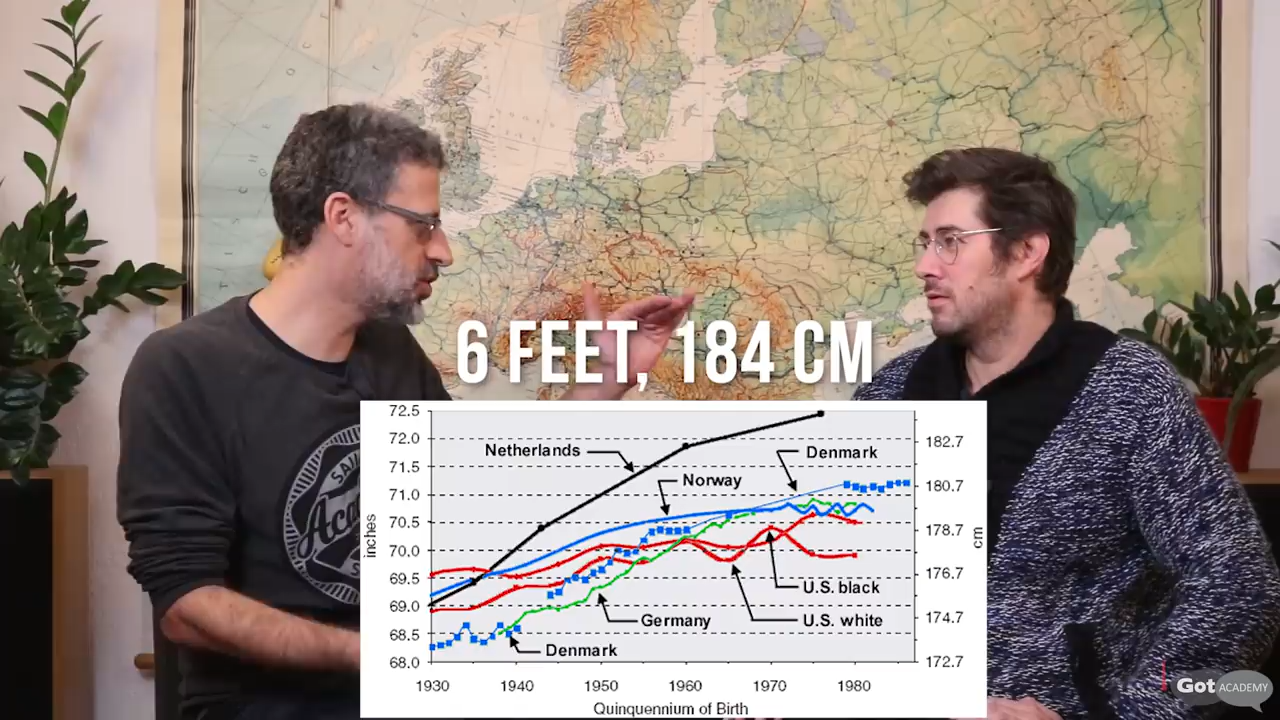 6 FEET, 184 CM
72.5
72.0
71.5
71.0
70.5
70.0
69.5
69.0
68.5
68.0
inches
182.7
180.7
178.7
176.7
174.7
172.7
cm
Netherlands
Norway
Denmark
U.S. black
U.S. white
Germany
Denmark
1930 1940 1950 1960 1970 1980
Quinquennium of Birth
Got ACADEMY